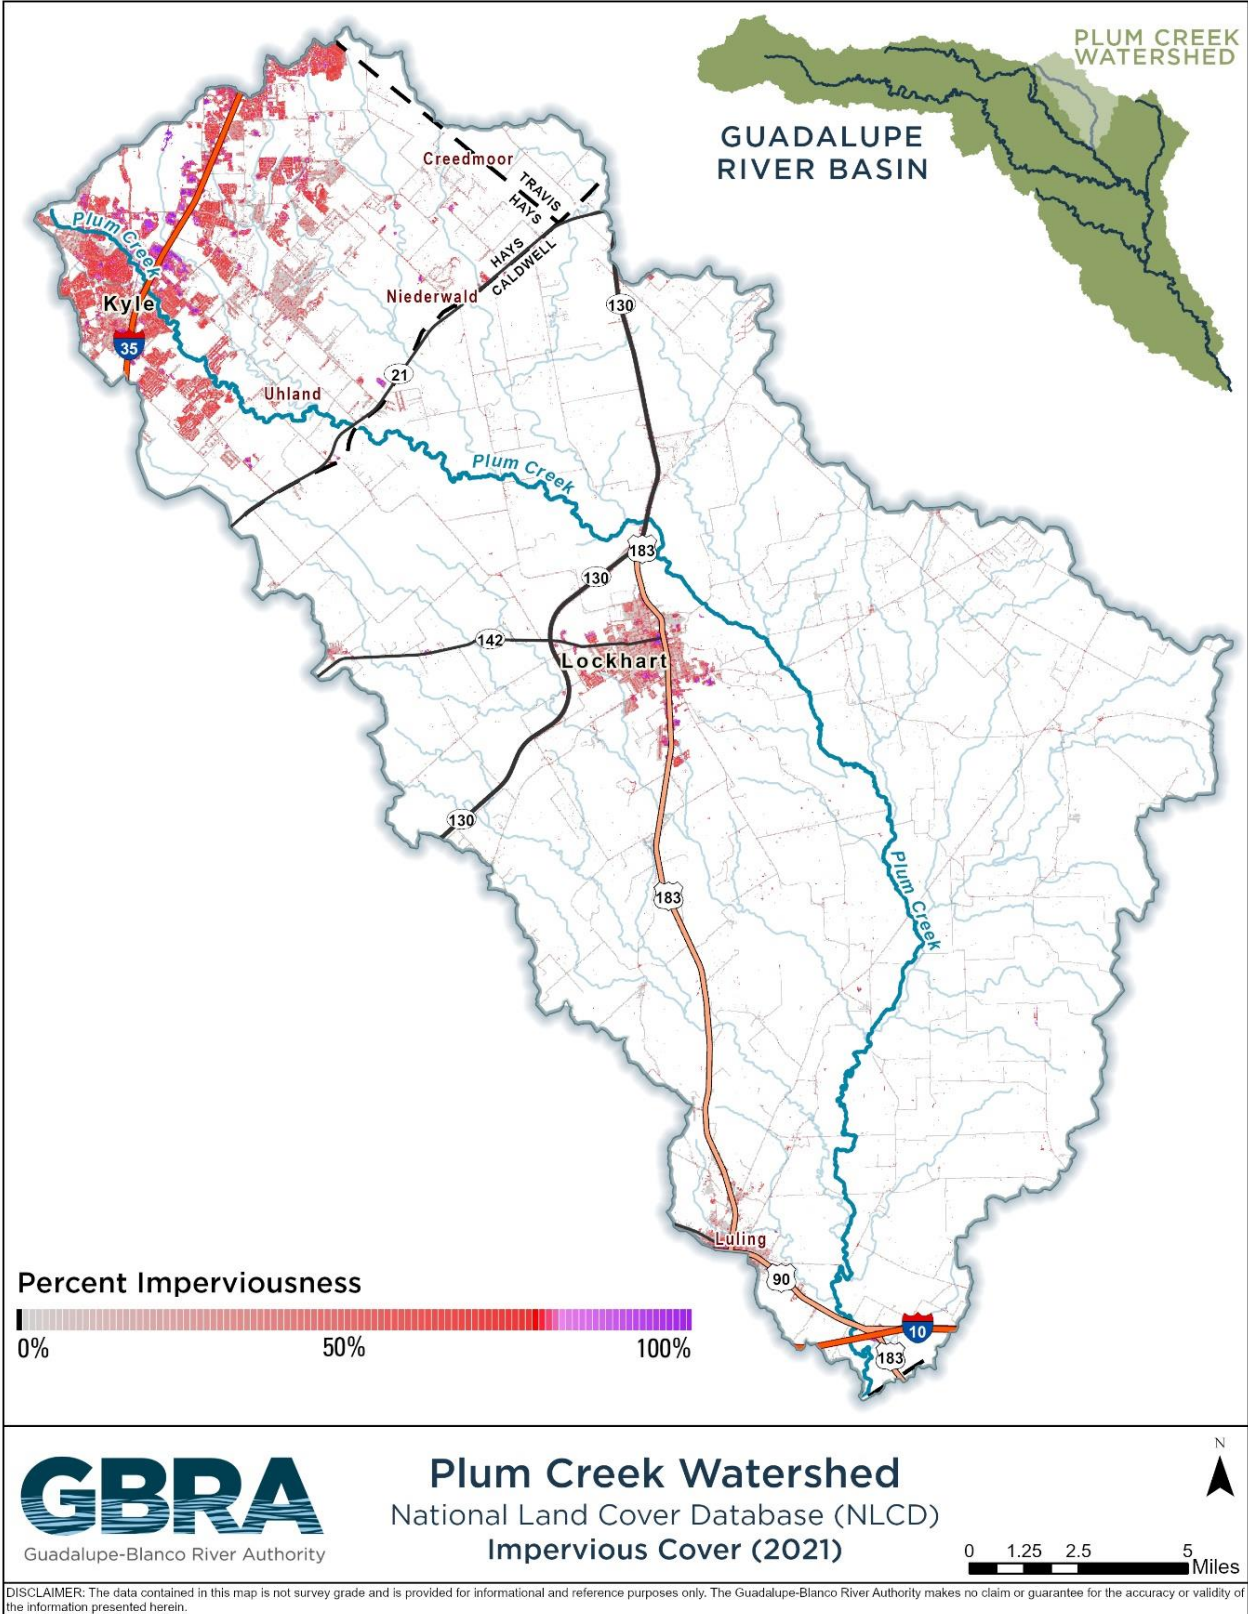 PLUM CREEK
WATERSHED
GUADALUPE
RIVER BASIN
Creedmoor
TRAVIS
HAYS
HAYS
CALDWELL
Plum Creek
Niederwald
130
Kyle
35
21
Uhland
Plum Creek
183
130
142
Lockhart
130
Plum Creek
183
Luling
90
10
183
Percent Imperviousness
0% 50% 100%
GBRA
Guadalupe-Blanco River Authority
Plum Creek Watershed
National Land Cover Database (NLCD)
Impervious Cover (2021)
N
0 1.25 2.5 5
Miles
DISCLAIMER: The data contained in this map is not survey grade and is provided for informational and reference purposes only. The Guadalupe-Blanco River Authority makes no claim or guarantee for the accuracy or validity of
the information presented herein.